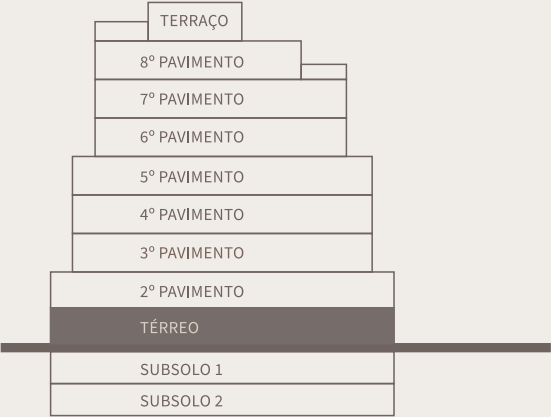 TERRAÇO
8º PAVIMENTO
7º PAVIMENTO
6º PAVIMENTO
5º PAVIMENTO
4º PAVIMENTO
3º PAVIMENTO
2º PAVIMENTO
TÉRREO
SUBSOLO 1
SUBSOLO 2